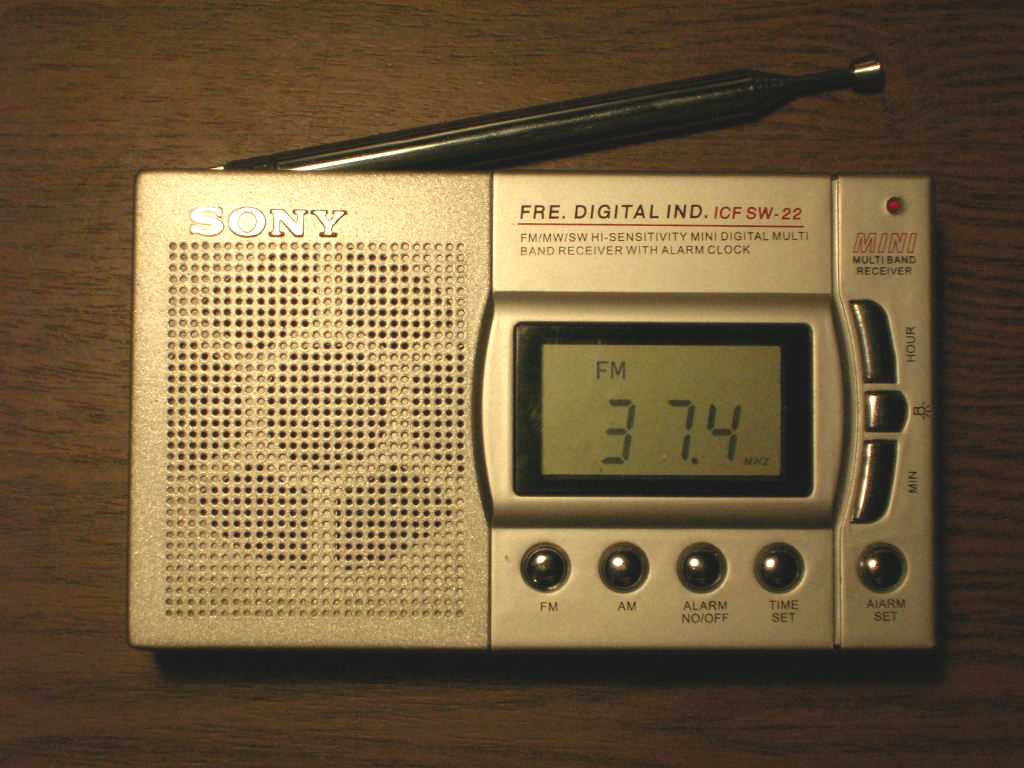 SONY
FRE. DIGITAL IND. ICF SW-22
FM/MW/SW HI-SENSITIVITY MINI DIGITAL MULTI
BAND RECEIVER WITH ALARM CLOCK
MINI
MULTI BAND
RECEIVER
HOUR
MIN
FM
37.4
MHZ
FM
AM
ALARM
NO/OFF
TIME
SET
AIARM
SET